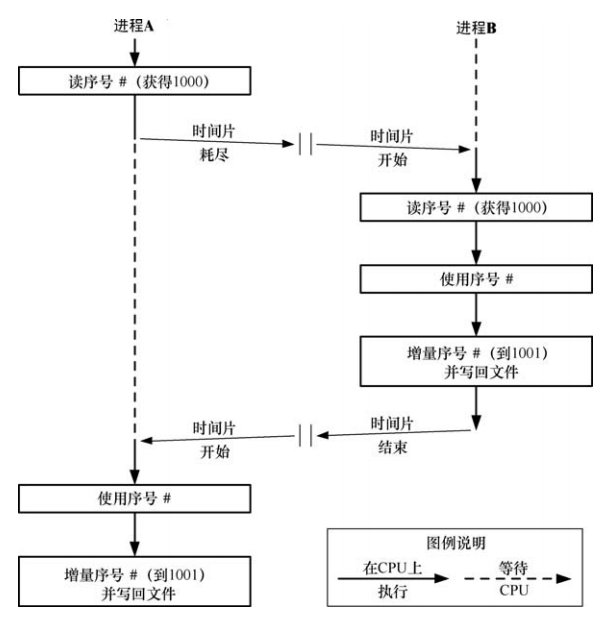 进程A
进程B
读序号 #（获得1000）
时间片
耗尽
时间片
开始
读序号 #（获得1000）
使用序号 #
增量序号 #（到1001）
并写回文件
时间片
开始
时间片
结束
使用序号 #
增量序号 #（到1001）
并写回文件
图例说明
在CPU上
执行
等待
CPU